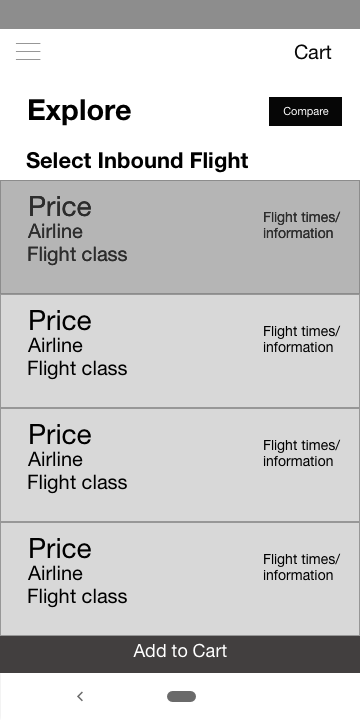 Cart
Explore
Compare
Select Inbound Flight
Price
Airline
Flight class
Flight times/
information
Price
Airline
Flight class
Flight times/
information
Price
Airline
Flight class
Flight times/
information
Price
Airline
Flight class
Flight times/
information
Add to Cart